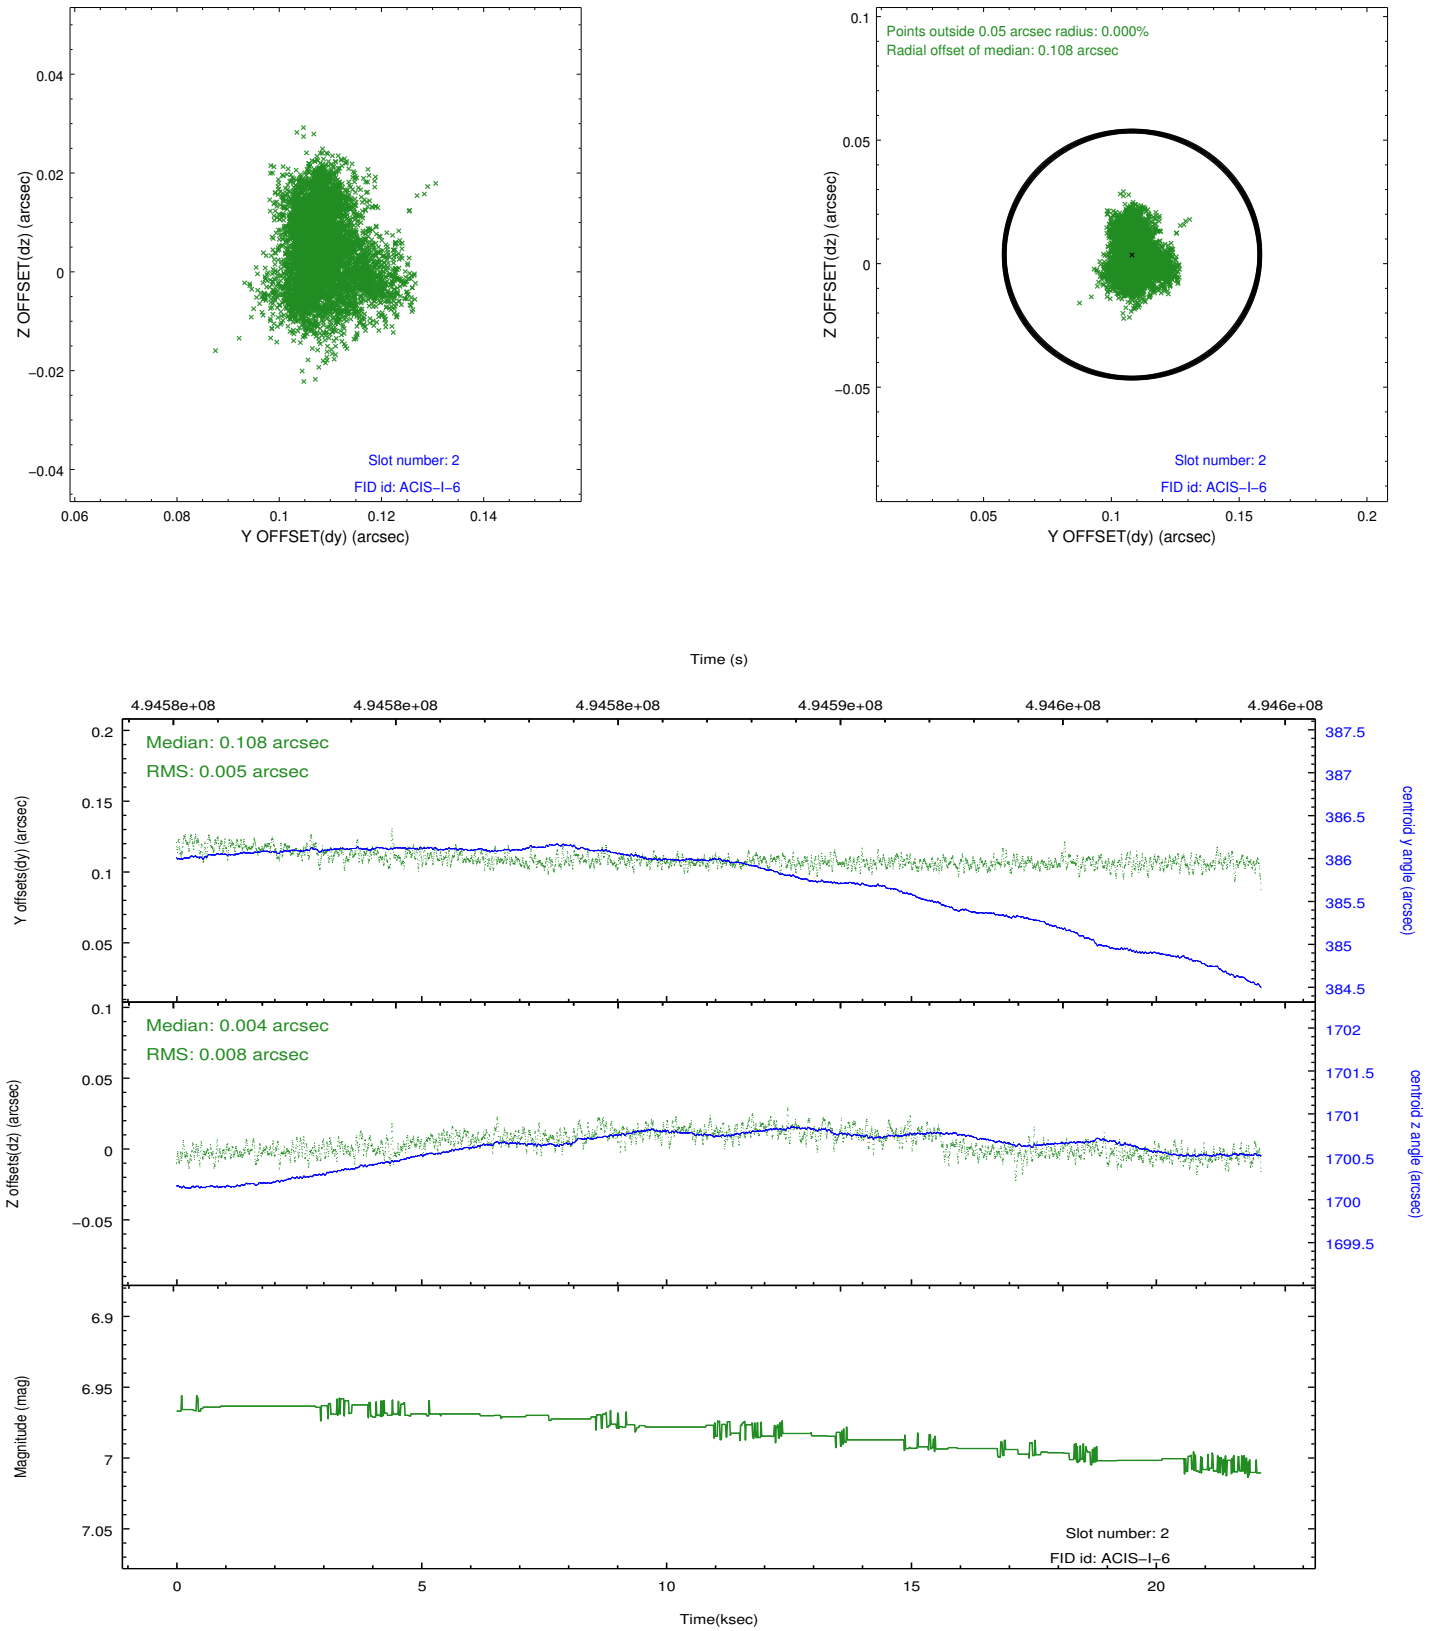 0.04
0.02
0
−0.02
−0.04
Z OFFSET(dz) (arcsec)
Slot number: 2
FID id: ACIS−I−6
0.06 0.08 0.1 0.12 0.14
Y OFFSET(dy) (arcsec)
Points outside 0.05 arcsec radius: 0.000%
Radial offset of median: 0.108 arcsec
0.1
0.05
0
−0.05
Z OFFSET(dz) (arcsec)
Slot number: 2
FID id: ACIS−I−6
0.05 0.1 0.15 0.2
Y OFFSET(dy) (arcsec)
Time (s)
4.9458e+08 4.9458e+08 4.9458e+08 4.9459e+08 4.946e+08 4.946e+08
Median: 0.108 arcsec
RMS: 0.005 arcsec
0.2
0.15
0.1
0.05
Y offsets(dy) (arcsec)
387.5
387
386.5
386
385.5
385
384.5
centroid y angle (arcsec)
Median: 0.004 arcsec
RMS: 0.008 arcsec
0.1
0.05
0
−0.05
Z offsets(dz) (arcsec)
1702
1701.5
1701
1700.5
1700
1699.5
centroid z angle (arcsec)
6.9
6.95
7
7.05
Magnitude (mag)
Slot number: 2
FID id: ACIS−I−6
0 5 10 15 20
Time(ksec)